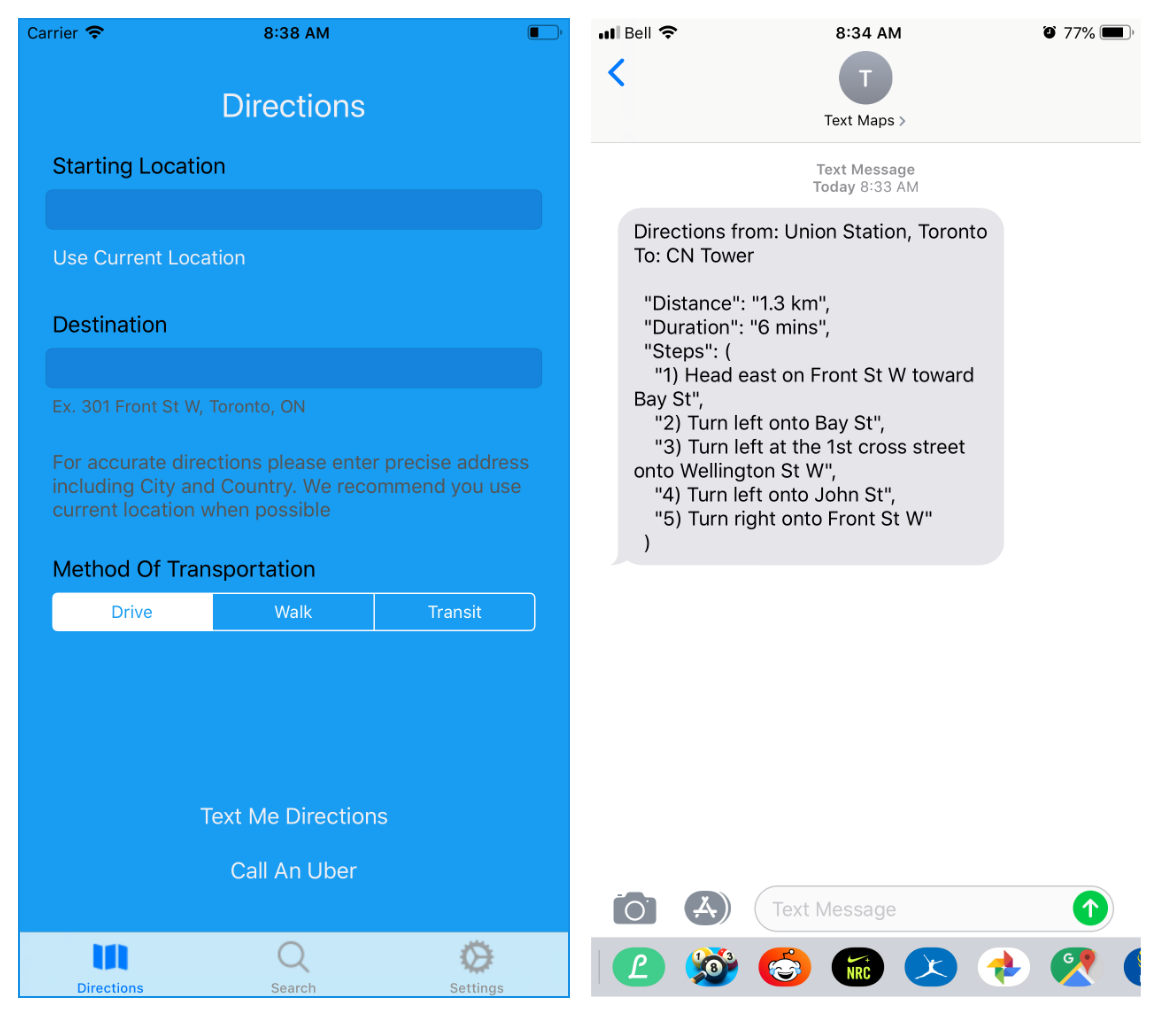 Carrier 8:38 AM
Directions
Starting Location
Use Current Location
Destination
Ex. 301 Front St W, Toronto, ON
For accurate direções please enter precise address
including City and Country. We recommend you use
current location when possible
Method Of Transportation
Drive Walk Transit
Text Me Directions
Call An Uber
Directions Search Settings
Bell 8:34 AM 77%
T
Text Maps >
Text Message
Today 8:33 AM
Directions from: Union Station, Toronto
To: CN Tower
"Distance": "1.3 km",
"Duration": "6 mins",
"Steps": (
"1) Head east on Front St W toward
Bay St",
"2) Turn left onto Bay St",
"3) Turn left at the 1st cross street
onto Wellington St W",
"4) Turn left onto John St",
"5) Turn right onto Front St W"
)
Text Message
L 1 8 3 NRC G